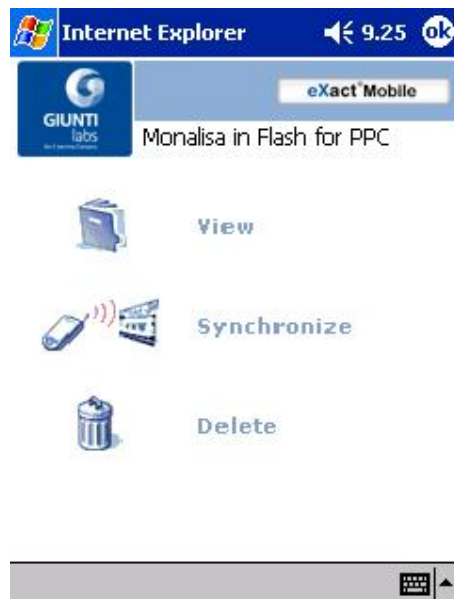 Internet Explorer 9.25 ok
GIUNTI
labs
eXact Mobile
Monalisa in Flash for PPC
View
Synchronize
Delete